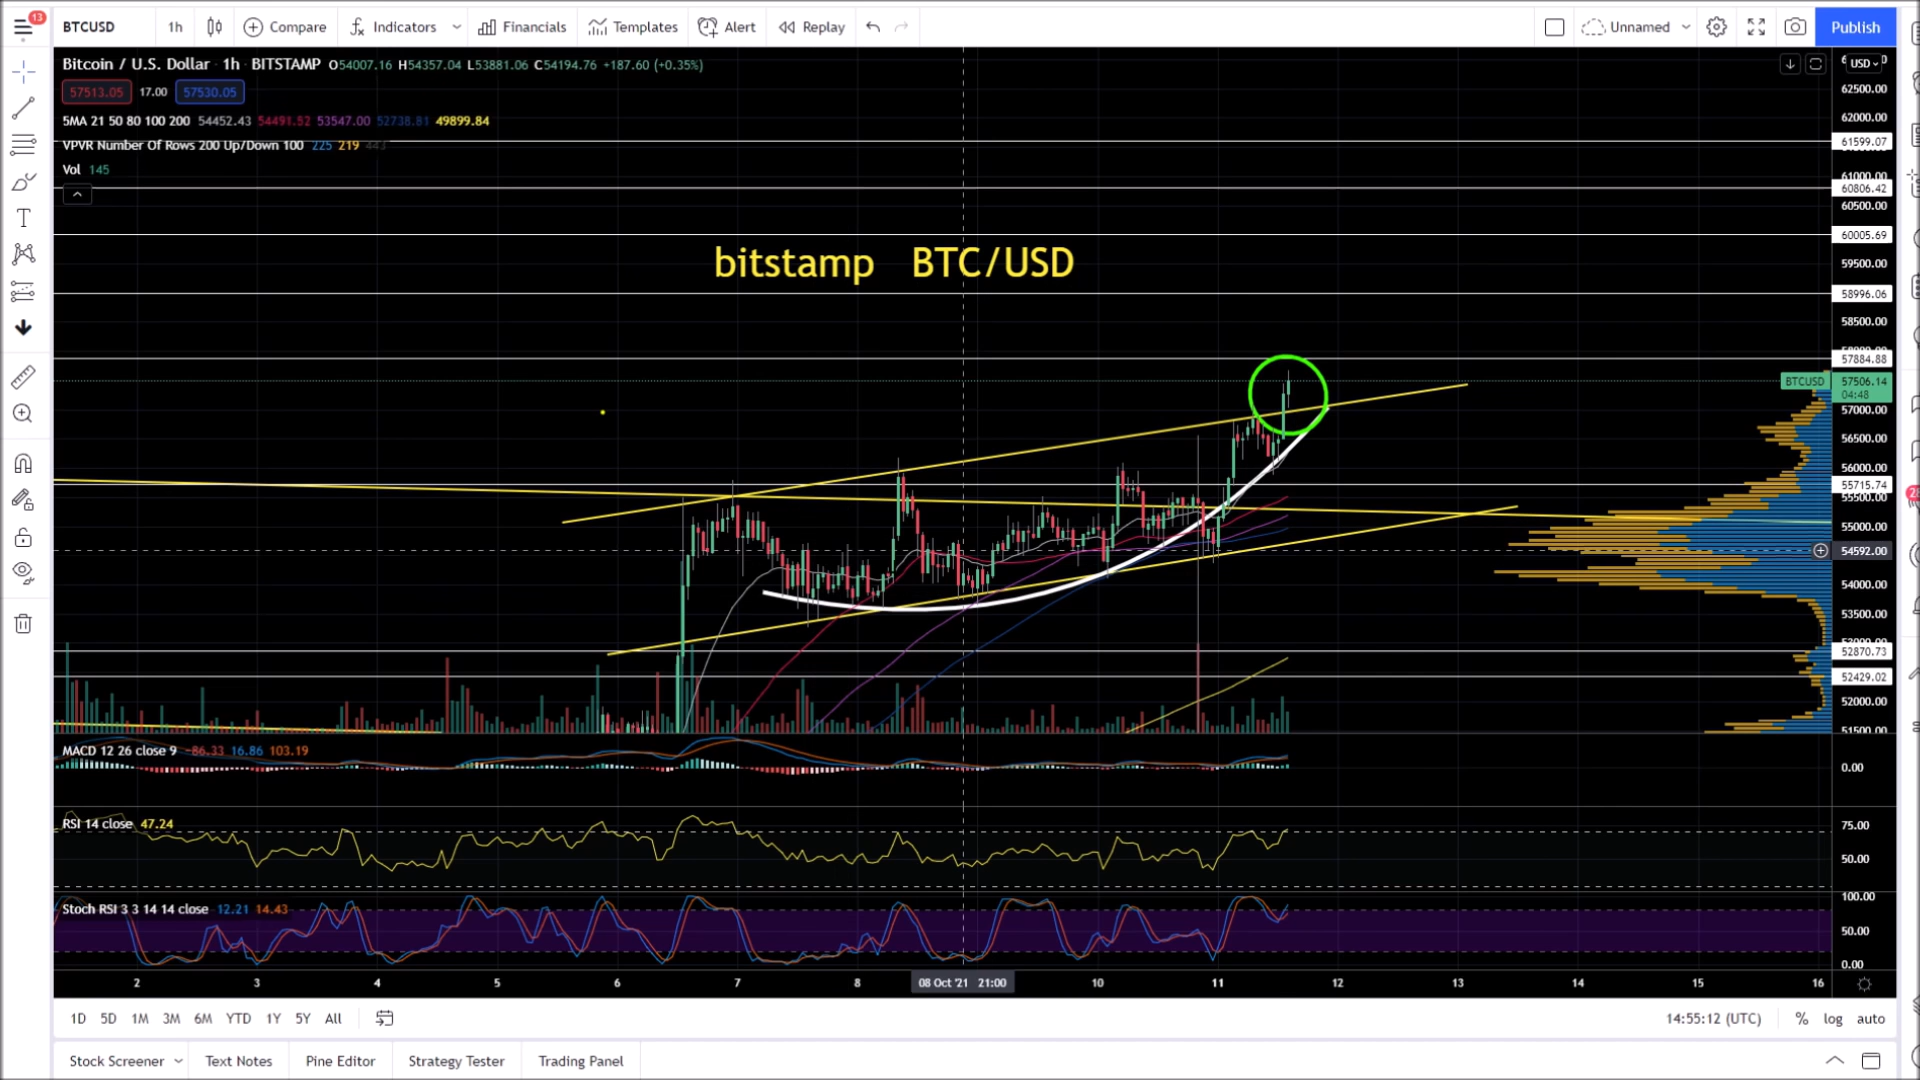 13
BTCUSD 1h Compare Indicators Financials Templates Alert Replay Unnamed Publish
Bitcoin / U.S. Dollar 1h BITSTAMP O54007.16 H54357.04 L53881.06 C54194.76 +187.60 (+0.35%)
57513.05 17.00 57530.05
5MA 21 50 80 100 200 54452.43 54491.52 53547.00 52738.81 49899.84
VPVR Number Of Rows 200 Up/Down 100 225 219 443
Vol 145
bitstamp BTC/USD
USD
62500.00
62000.00
61599.07
61000.00
60806.42
60500.00
60005.69
59500.00
58996.06
58500.00
57884.88
BTCUSD 57506.14
04:48
57000.00
56500.00
56000.00
55715.74
55500.00
55000.00
54592.00
54000.00
53500.00
53000.00
52870.73
52429.02
52000.00
51500.00
MACD 12 26 close 9 -86.33 16.86 103.19
0.00
RSI 14 close 47.24
75.00
50.00
Stoch RSI 3 3 14 14 close 12.21 14.43
100.00
50.00
0.00
2 3 4 5 6 7 8 08 Oct '21 21:00 10 11 12 13 14 15 16
1D 5D 1M 3M 6M YTD 1Y 5Y All 14:55:12 (UTC) % log auto
Stock Screener Text Notes Pine Editor Strategy Tester Trading Panel